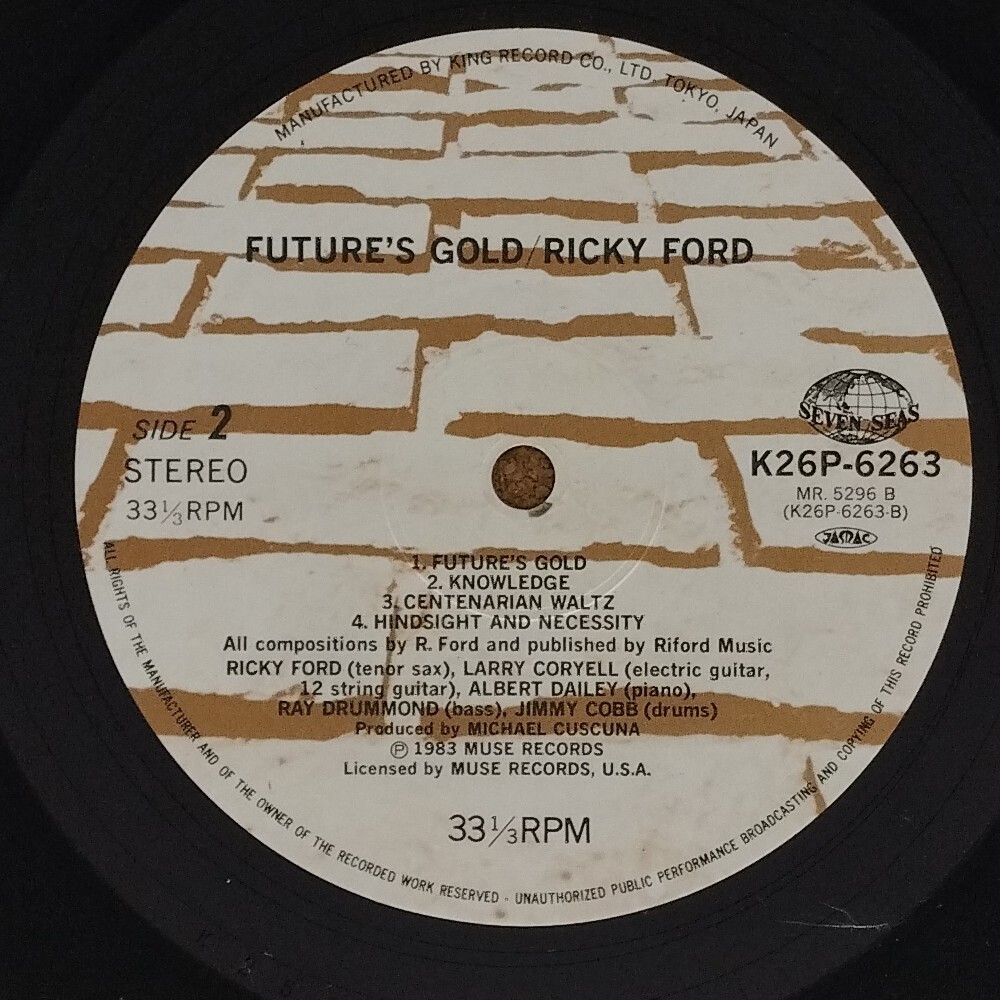 MANUFACTURED BY KING RECORD CO., LTD. TOKYO, JAPAN
FUTURE'S GOLD/RICKY FORD
SIDE 2
STEREO
33⅓RPM
SEVEN SEAS
K26P-6263
MR. 5296 B
(K26P-6263-B)
JASRAC
1. FUTURE'S GOLD
2. KNOWLEDGE
3. CENTENARIAN WALTZ
4. HINDSIGHT AND NECESSITY
All compositions by R. Ford and published by Riford Music
RICKY FORD (tenor sax), LARRY CORYELL (electric guitar,
12 string guitar), ALBERT DAILEY (piano),
RAY DRUMMOND (bass), JIMMY COBB (drums)
Produced by MICHAEL CUSCUNA
℗ 1983 MUSE RECORDS
Licensed by MUSE RECORDS, U.S.A.
33⅓RPM
ALL RIGHTS OF THE MANUFACTURER AND OF THE OWNER OF THE RECORDED WORK RESERVED - UNAUTHORIZED PUBLIC PERFORMANCE BROADCASTING AND COPYING OF THIS RECORD PROHIBITED